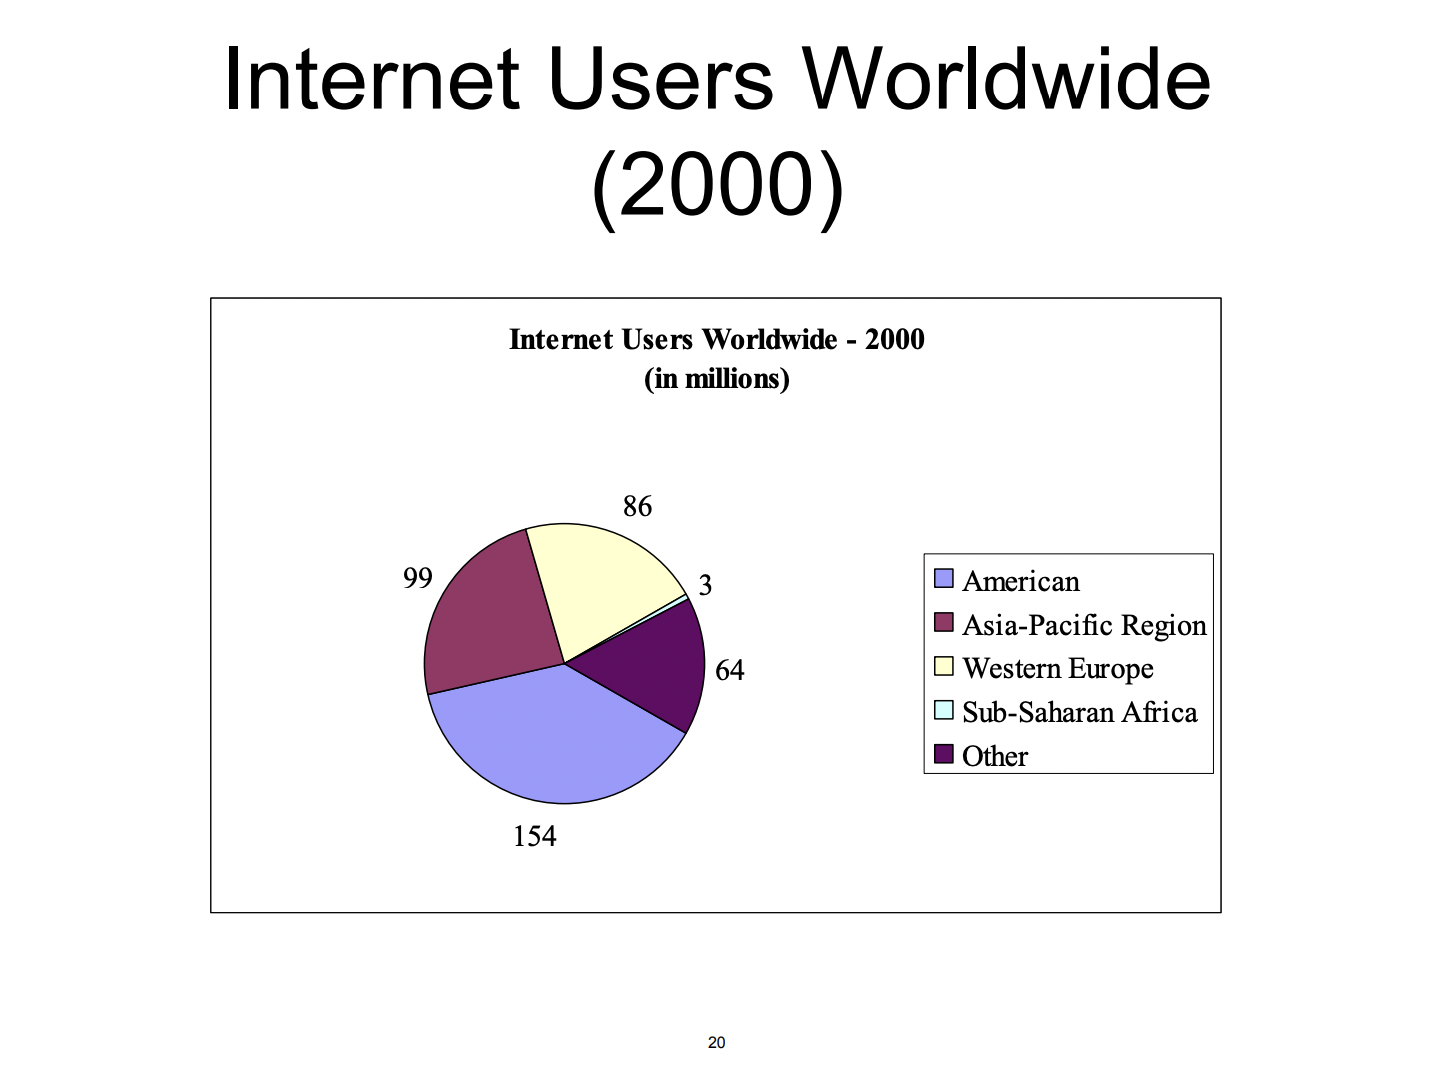 Internet Users Worldwide
(2000)
Internet Users Worldwide - 2000
(in millions)
86
99
3
64
154
American
Asia-Pacific Region
Western Europe
Sub-Saharan Africa
Other
20